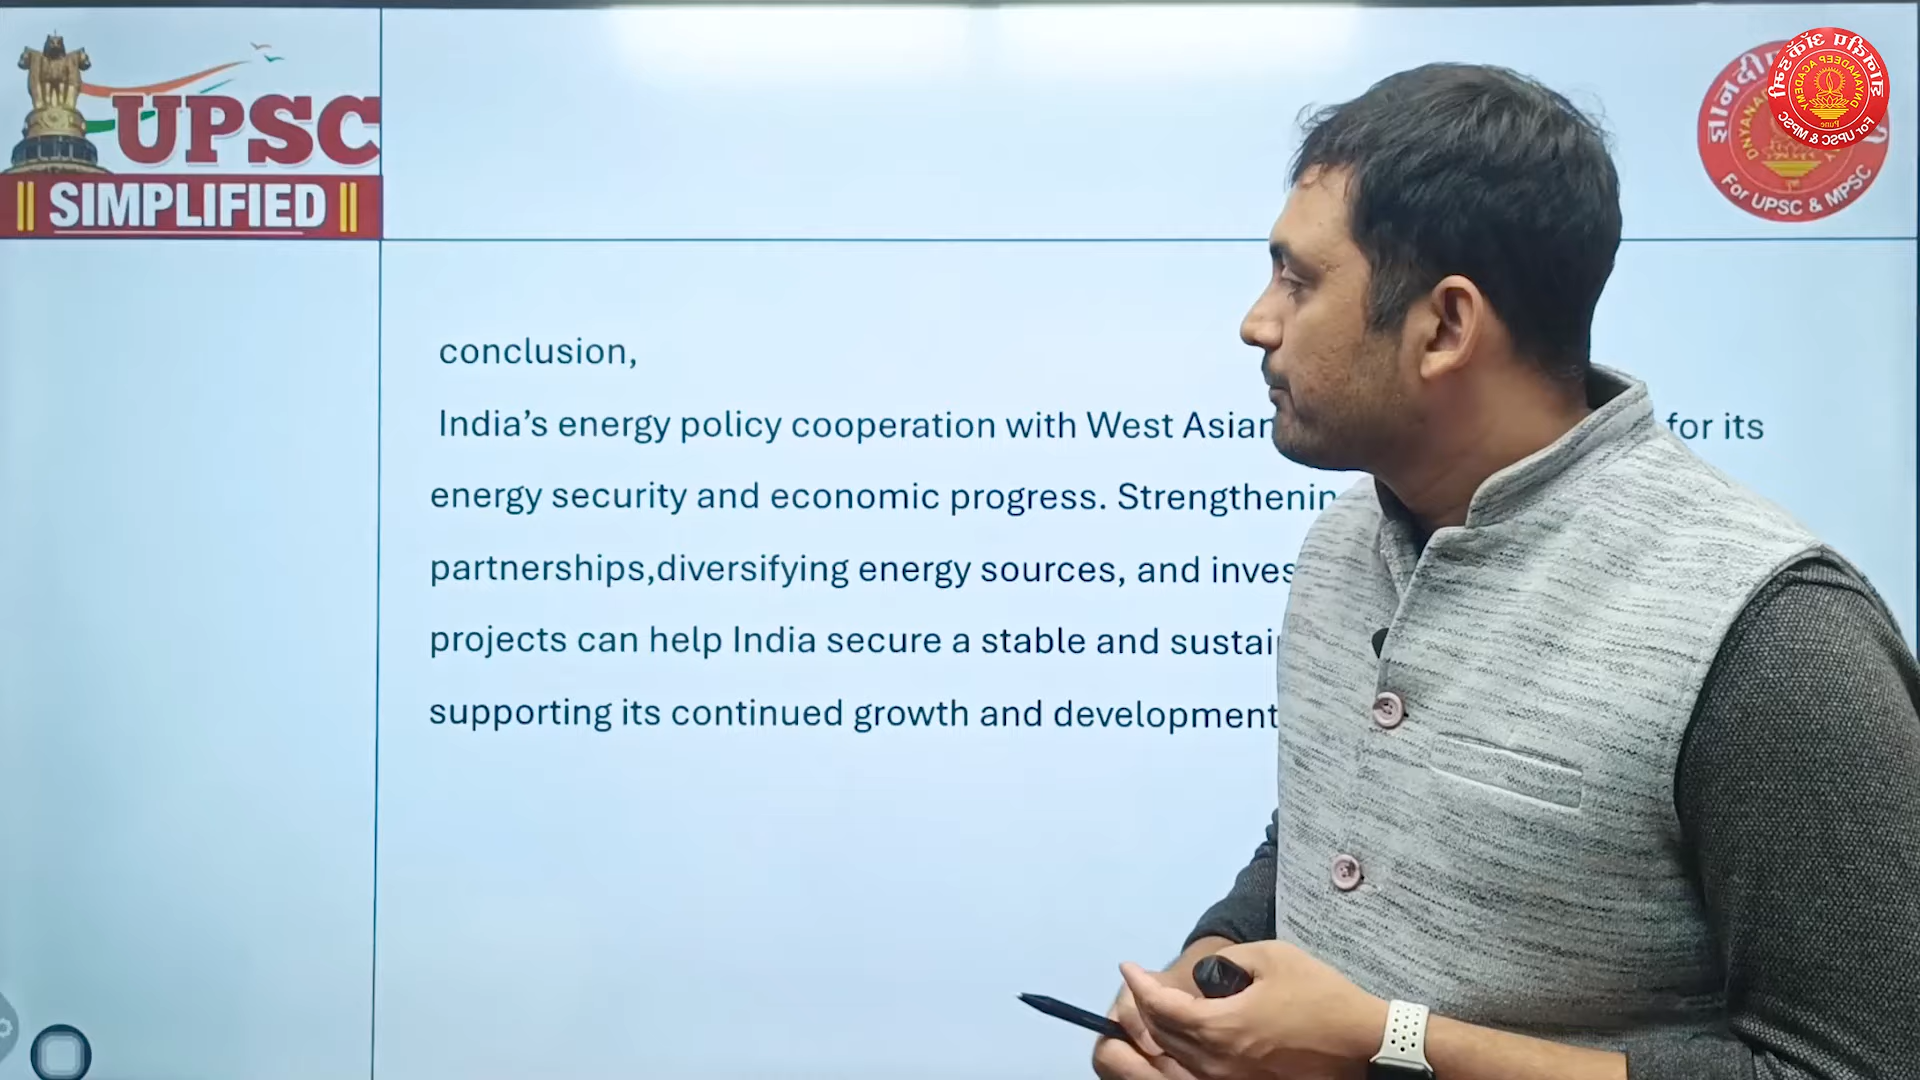 UPSC
SIMPLIFIED
For UPSC & MPSC
conclusion,
India’s energy policy cooperation with West Asian for its
energy security and economic progress. Strengthenin
partnerships,diversifying energy sources, and inves
projects can help India secure a stable and sustai
supporting its continued growth and development